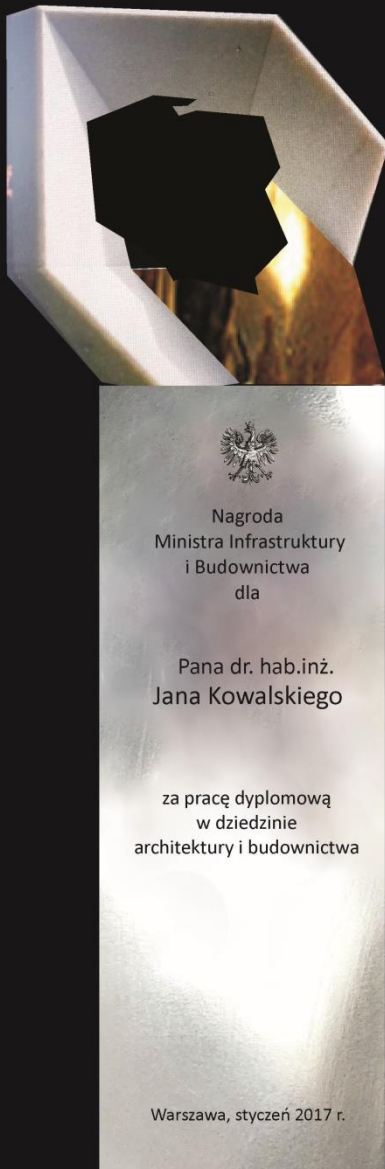 Nagroda
Ministra Infrastruktury
i Budownictwa
dla
Pana dr. hab.inż.
Jana Kowalskiego
za pracę dyplomową
w dziedzinie
architektury i budownictwa
Warszawa, styczeń 2017 r.